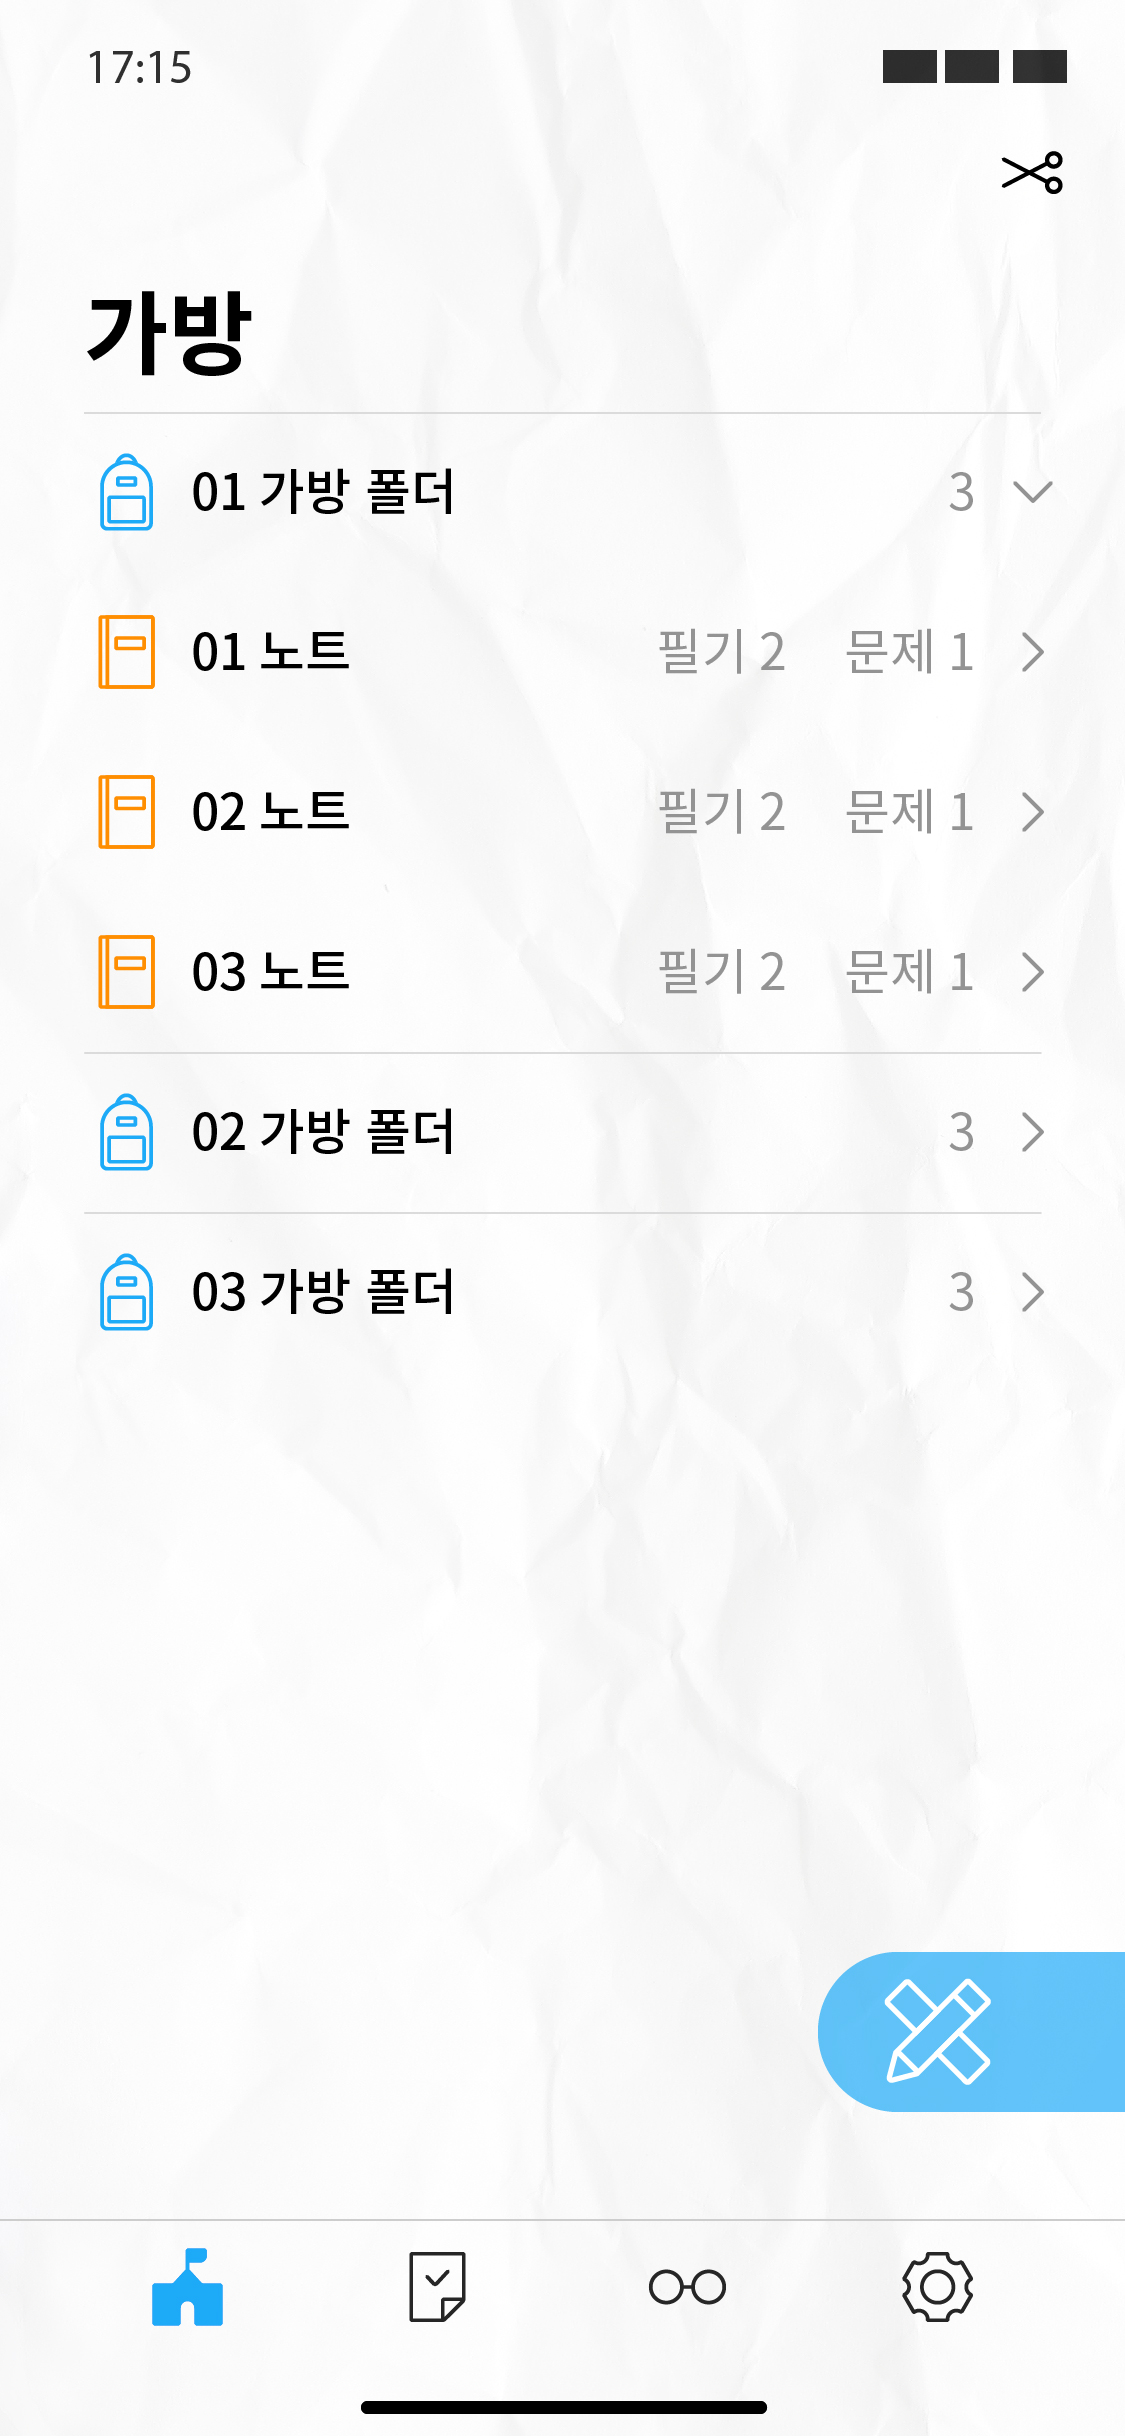 17:15
가방
01 가방 폴더 3
01 노트 필기 2 문제 1
02 노트 필기 2 문제 1
03 노트 필기 2 문제 1
02 가방 폴더 3
03 가방 폴더 3